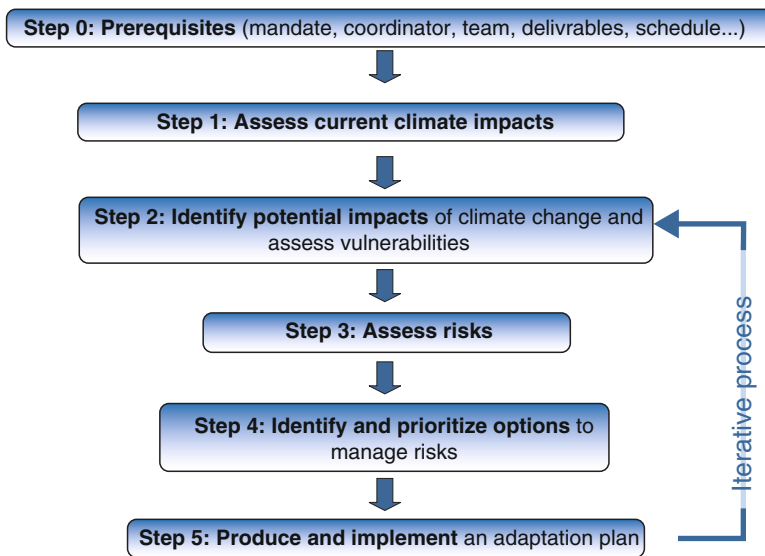 Step 0: Prerequisites (mandate, coordinator, team, delivrables, schedule...)
Step 1: Assess current climate impacts
Step 2: Identify potential impacts of climate change and
assess vulnerabilities
Step 3: Assess risks
Step 4: Identify and prioritize options to
manage risks
Step 5: Produce and implement an adaptation plan
Iterative process